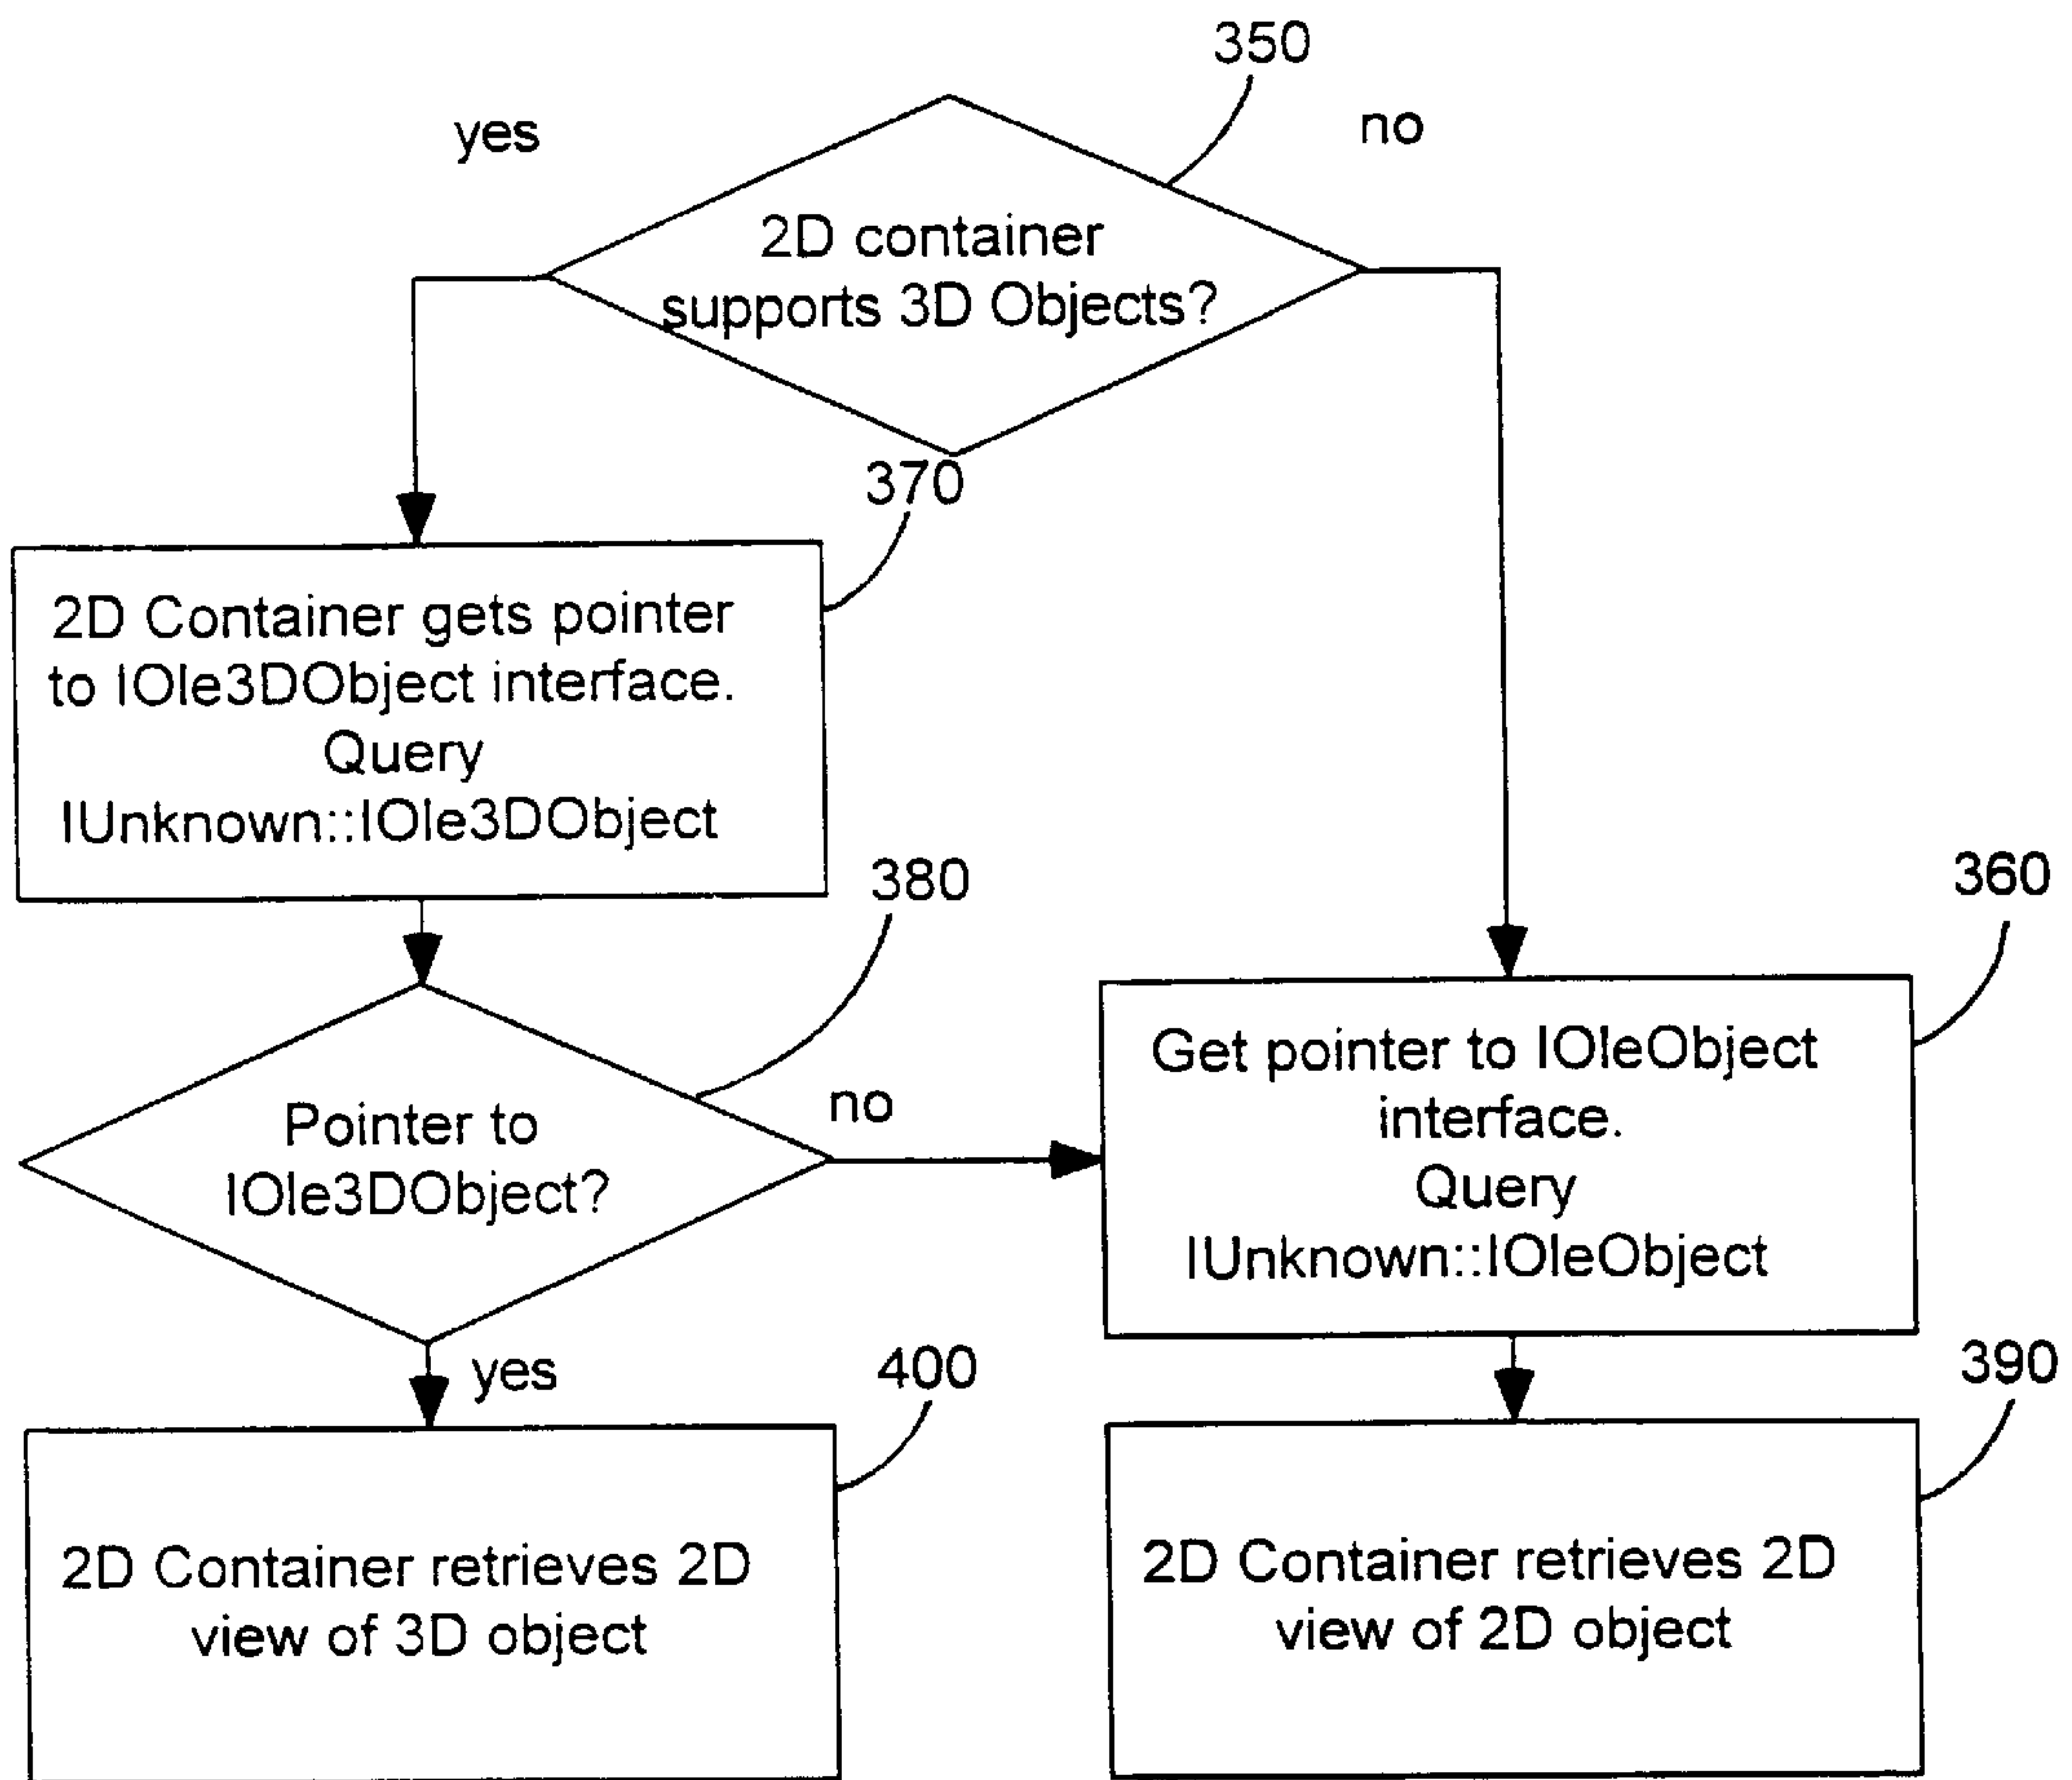 350
yes
no
2D container
supports 3D Objects?
370
2D Container gets pointer
to IOle3DObject interface.
Query
IUnknown::IOle3DObject
380
360
Pointer to
IOle3DObject?
no
Get pointer to IOleObject
interface.
Query
IUnknown::IOleObject
yes
400
390
2D Container retrieves 2D
view of 3D object
2D Container retrieves 2D
view of 2D object